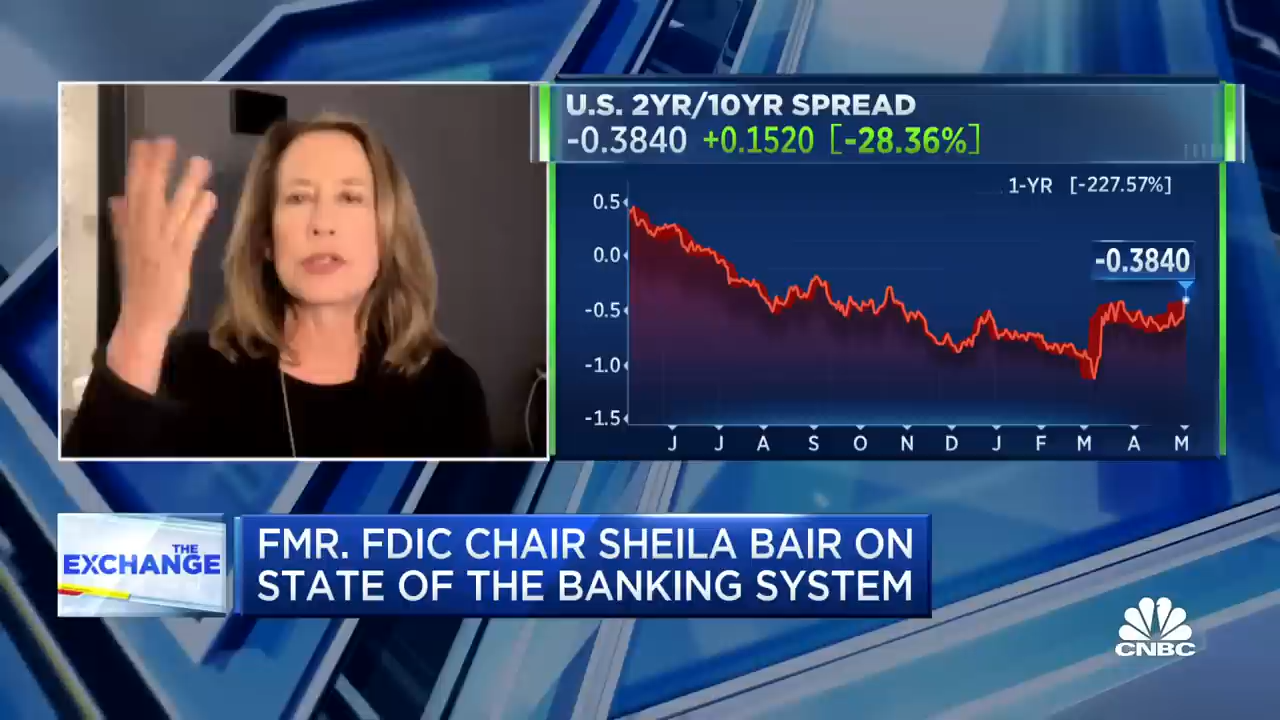 U.S. 2YR/10YR SPREAD
-0.3840 +0.1520 [-28.36%]
1-YR [-227.57%]
0.5
0.0
-0.5
-1.0
-1.5
-0.3840
J J A S O N D J F M A M
THE
EXCHANGE
FMR. FDIC CHAIR SHEILA BAIR ON
STATE OF THE BANKING SYSTEM
CNBC